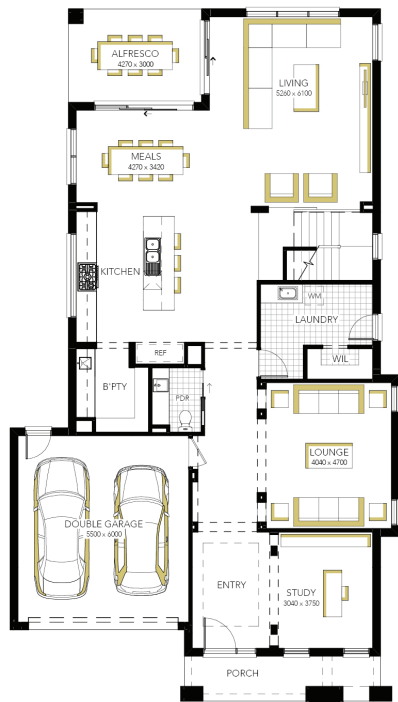 ALFRESCO
4270 x 3000
LIVING
5260 x 6100
MEALS
4270 x 3420
KITCHEN
WM
LAUNDRY
REF
WIL
B'PTY
PDR
LOUNGE
4040 x 4700
DOUBLE GARAGE
5500 x 6000
ENTRY
STUDY
3040 x 3750
PORCH